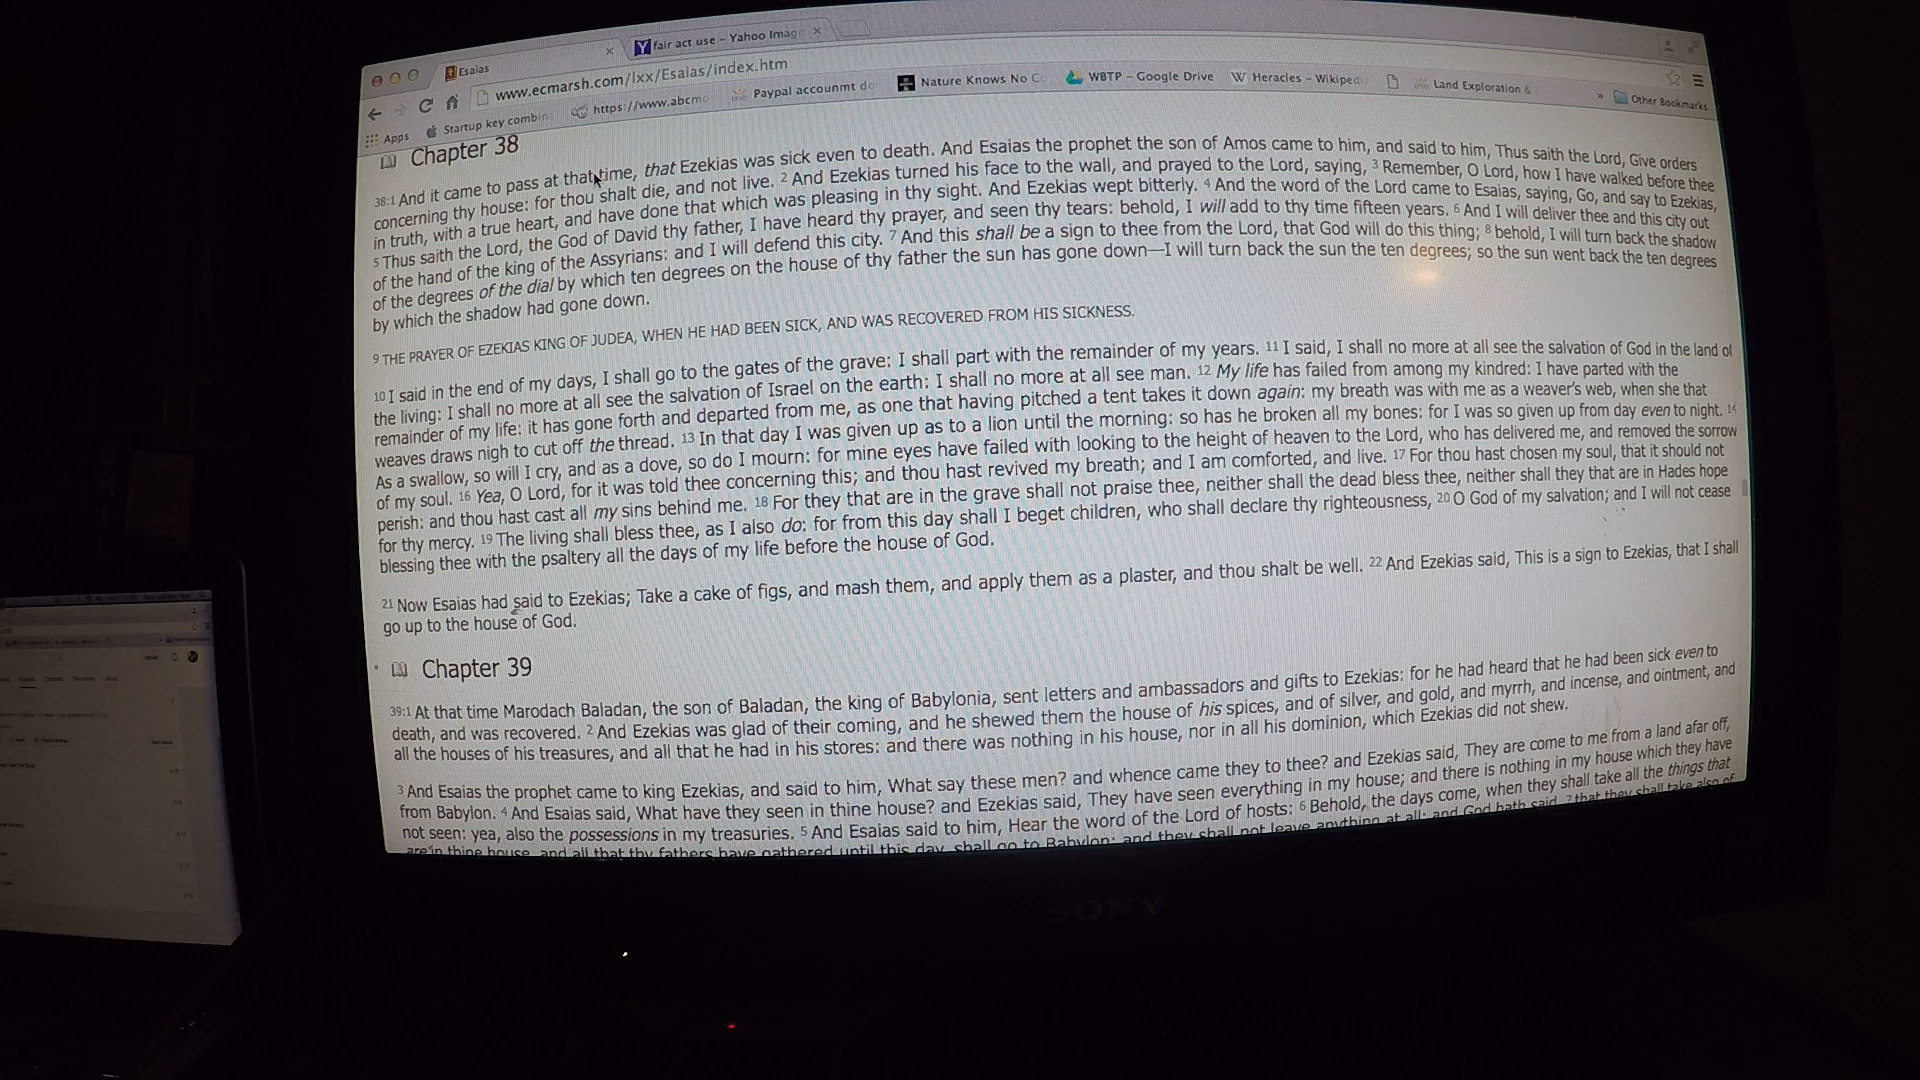 Esaias
fair act use – Yahoo Imag
www.ecmarsh.com/lxx/Esaias/index.htm
Apps Startup key combin https://www.abcmo Paypal accounmt de Nature Knows No C WBTP – Google Drive Heracles – Wikipedi Land Exploration & » Other Bookmarks
Chapter 38
38:1 And it came to pass at that time, that Ezekias was sick even to death. And Esaias the prophet the son of Amos came to him, and said to him, Thus saith the Lord, Give orders
concerning thy house: for thou shalt die, and not live. 2 And Ezekias turned his face to the wall, and prayed to the Lord, saying, 3 Remember, O Lord, how I have walked before thee
in truth, with a true heart, and have done that which was pleasing in thy sight. And Ezekias wept bitterly. 4 And the word of the Lord came to Esaias, saying, Go, and say to Ezekias,
5 Thus saith the Lord, the God of David thy father, I have heard thy prayer, and seen thy tears: behold, I will add to thy time fifteen years. 6 And I will deliver thee and this city out
of the hand of the king of the Assyrians: and I will defend this city. 7 And this shall be a sign to thee from the Lord, that God will do this thing; 8 behold, I will turn back the shadow
of the degrees of the dial by which ten degrees on the house of thy father the sun has gone down—I will turn back the sun the ten degrees; so the sun went back the ten degrees
by which the shadow had gone down.
9 THE PRAYER OF EZEKIAS KING OF JUDEA, WHEN HE HAD BEEN SICK, AND WAS RECOVERED FROM HIS SICKNESS.
10 I said in the end of my days, I shall go to the gates of the grave: I shall part with the remainder of my years. 11 I said, I shall no more at all see the salvation of God in the land of
the living: I shall no more at all see the salvation of Israel on the earth: I shall no more at all see man. 12 My life has failed from among my kindred: I have parted with the
remainder of my life: it has gone forth and departed from me, as one that having pitched a tent takes it down again: my breath was with me as a weaver's web, when she that
weaves draws nigh to cut off the thread. 13 In that day I was given up as to a lion until the morning: so has he broken all my bones: for I was so given up from day even to night. 14
As a swallow, so will I cry, and as a dove, so do I mourn: for mine eyes have failed with looking to the height of heaven to the Lord, who has delivered me, and removed the sorrow
of my soul. 16 Yea, O Lord, for it was told thee concerning this; and thou hast revived my breath; and I am comforted, and live. 17 For thou hast chosen my soul, that it should not
perish: and thou hast cast all my sins behind me. 18 For they that are in the grave shall not praise thee, neither shall the dead bless thee, neither shall they that are in Hades hope
for thy mercy. 19 The living shall bless thee, as I also do: for from this day shall I beget children, who shall declare thy righteousness, 20 O God of my salvation; and I will not cease
blessing thee with the psaltery all the days of my life before the house of God.
21 Now Esaias had said to Ezekias; Take a cake of figs, and mash them, and apply them as a plaster, and thou shalt be well. 22 And Ezekias said, This is a sign to Ezekias, that I shall
go up to the house of God.
Chapter 39
39:1 At that time Marodach Baladan, the son of Baladan, the king of Babylonia, sent letters and ambassadors and gifts to Ezekias: for he had heard that he had been sick even to
death, and was recovered. 2 And Ezekias was glad of their coming, and he shewed them the house of his spices, and of silver, and gold, and myrrh, and incense, and ointment, and
all the houses of his treasures, and all that he had in his stores: and there was nothing in his house, nor in all his dominion, which Ezekias did not shew.
3 And Esaias the prophet came to king Ezekias, and said to him, What say these men? and whence came they to thee? and Ezekias said, They are come to me from a land afar off,
from Babylon. 4 And Esaias said, What have they seen in thine house? and Ezekias said, They have seen everything in my house; and there is nothing in my house which they have
not seen: yea, also the possessions in my treasuries. 5 And Esaias said to him, Hear the word of the Lord of hosts: 6 Behold, the days come, when they shall take all the things that
are in thine house, and all that thy fathers have gathered until this day, shall go to Babylon; and they shall not leave anything at all: and God hath said, 7 that they shall take also of
SONY